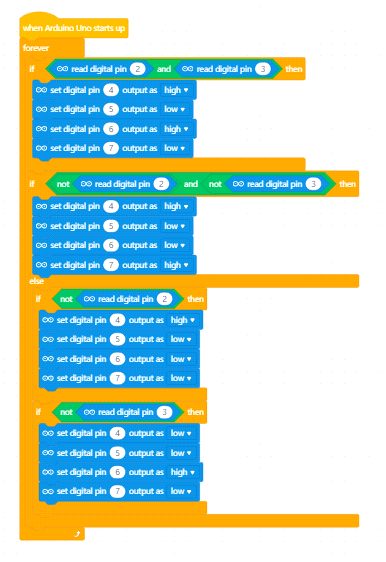 when Arduino Uno starts up
forever
if read digital pin 2 and read digital pin 3 then
set digital pin 4 output as high ▾
set digital pin 5 output as low ▾
set digital pin 6 output as high ▾
set digital pin 7 output as low ▾
if not read digital pin 2 and not read digital pin 3 then
set digital pin 4 output as high ▾
set digital pin 5 output as low ▾
set digital pin 6 output as low ▾
set digital pin 7 output as high ▾
else
if not read digital pin 2 then
set digital pin 4 output as high ▾
set digital pin 5 output as low ▾
set digital pin 6 output as low ▾
set digital pin 7 output as low ▾
if not read digital pin 3 then
set digital pin 4 output as low ▾
set digital pin 5 output as low ▾
set digital pin 6 output as high ▾
set digital pin 7 output as low ▾